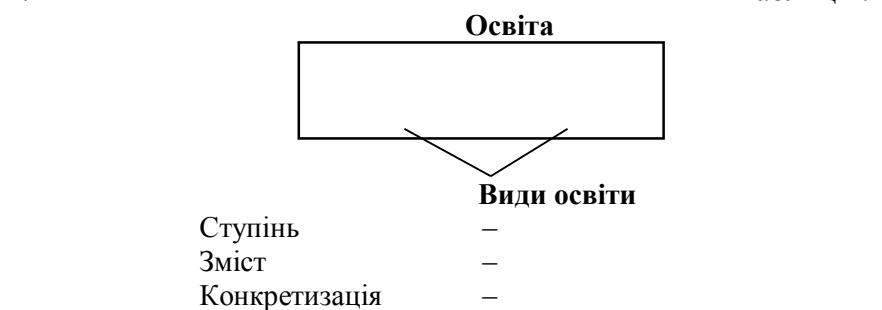 Освіта
Види освіти
Ступінь –
Зміст –
Конкретизація –